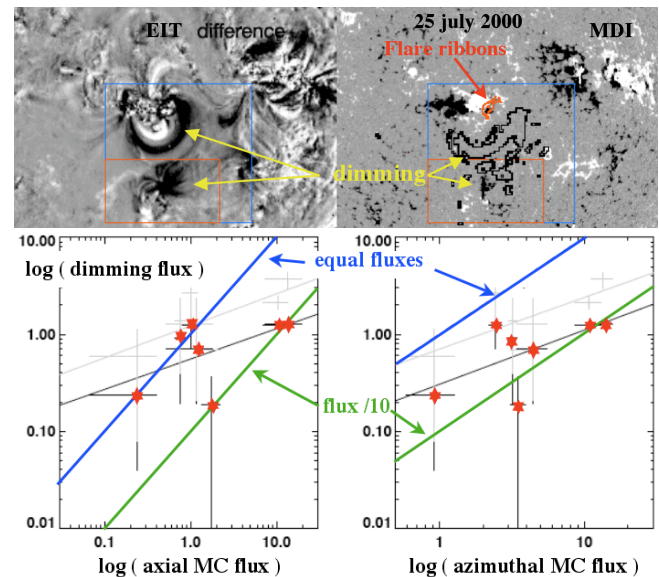 EIT difference
25 july 2000
MDI
Flare ribbons
dimming
10.00
1.00
0.10
0.01
log ( dimming flux )
equal fluxes
flux /10
0.1
1.0
10.0
log ( axial MC flux )
10.00
1.00
0.10
0.01
1
10
log ( azimuthal MC flux )